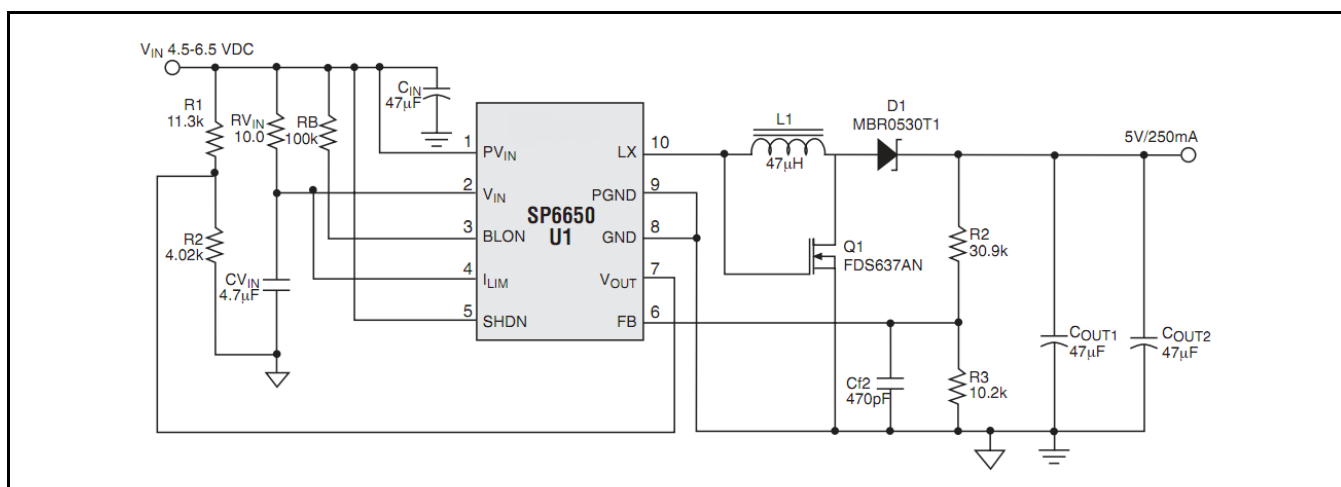 VIN 4.5-6.5 VDC
R1
11.3k
RVIN
10.0
RB
100k
CIN
47µF
R2
4.02k
CVIN
4.7µF
1
PVIN
2
VIN
3
BLON
4
ILIM
5
SHDN
SP6650
U1
LX
10
PGND
9
GND
8
VOUT
7
FB
6
L1
47µH
D1
MBR0530T1
5V/250mA
Q1
FDS637AN
R2
30.9k
Cf2
470pF
R3
10.2k
COUT1
47µF
COUT2
47µF